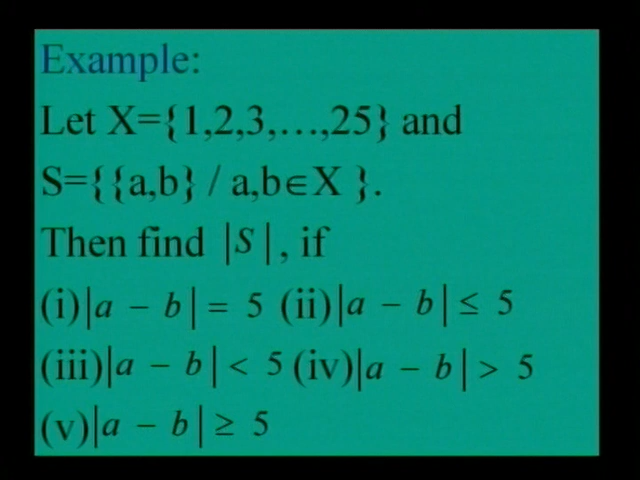 Example:
Let X={1,2,3,…,25} and
S={{a,b} / a,b∈X }.
Then find |S|, if
(i)|a − b| = 5 (ii)|a − b| ≤ 5
(iii)|a − b| < 5 (iv)|a − b| > 5
(v)|a − b| ≥ 5